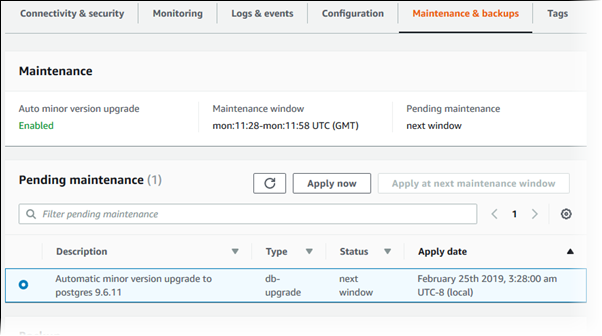 Connectivity & security
Monitoring
Logs & events
Configuration
Maintenance & backups
Tags
Maintenance
Auto minor version upgrade
Enabled
Maintenance window
mon:11:28-mon:11:58 UTC (GMT)
Pending maintenance
next window
Pending maintenance (1)
Apply now
Apply at next maintenance window
Filter pending maintenance
1
Description
Type
Status
Apply date
Automatic minor version upgrade to
postgres 9.6.11
db-
upgrade
next
window
February 25th 2019, 3:28:00 am
UTC-8 (local)